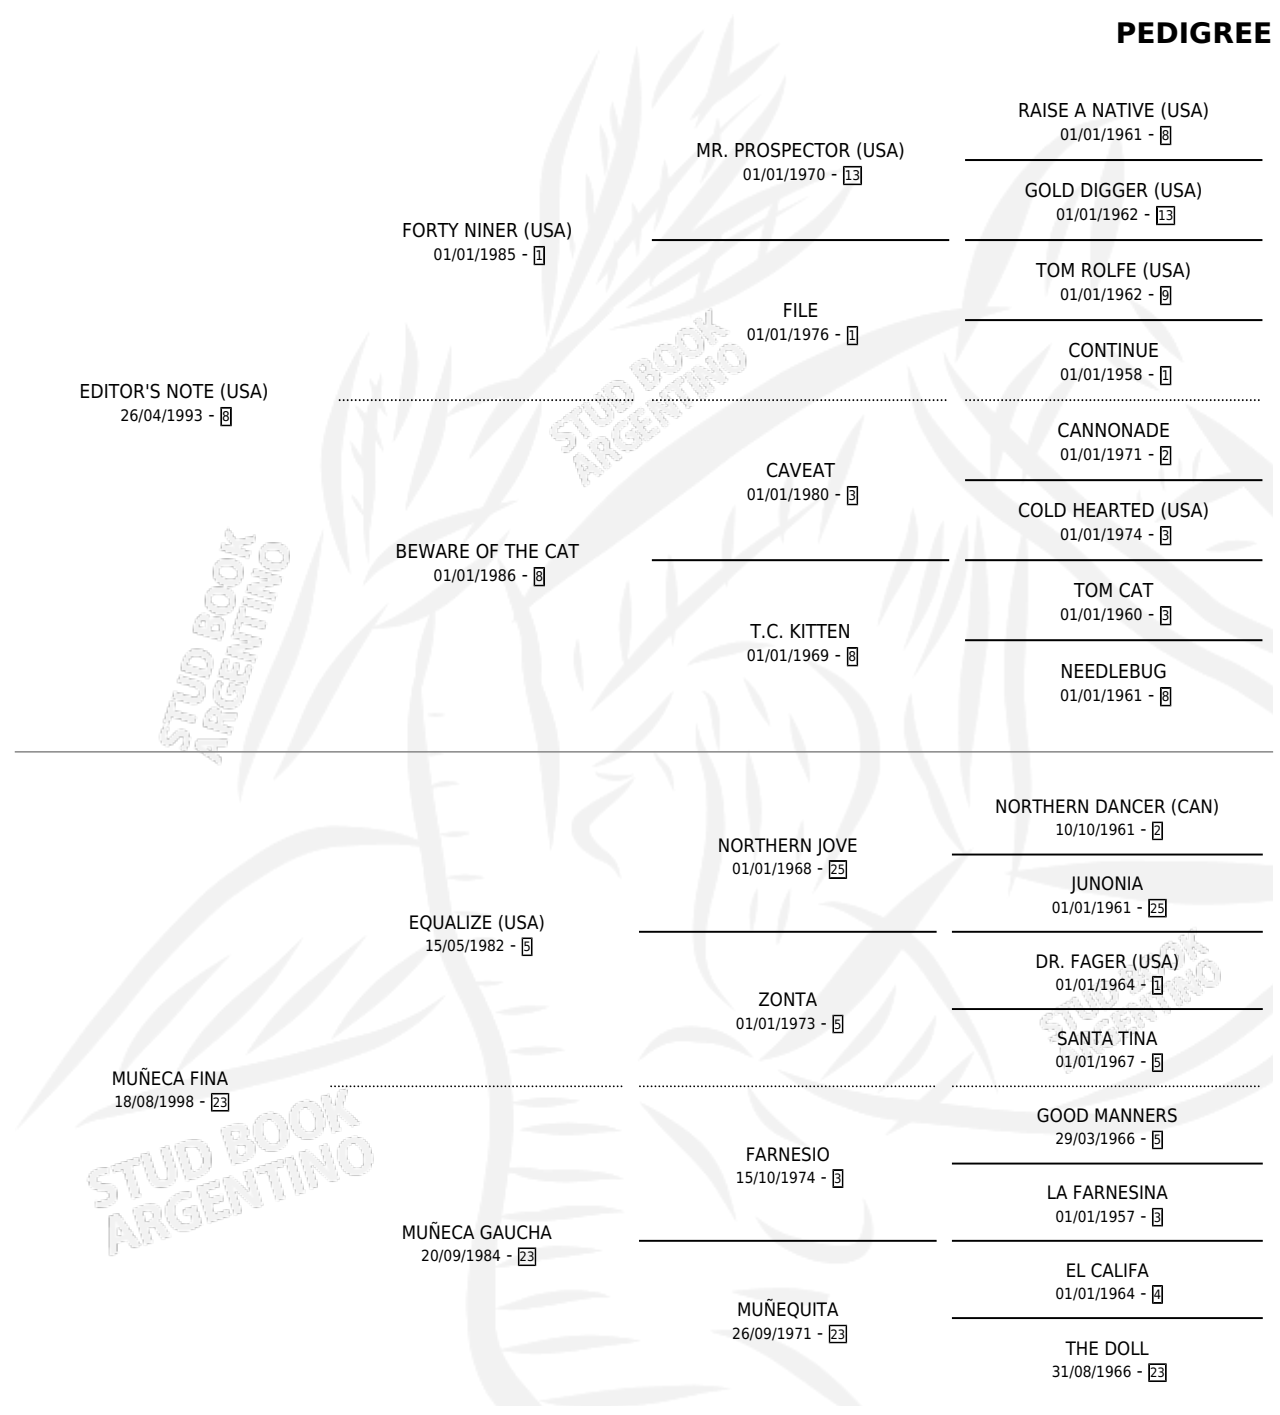 PEDIGREE
RAISE A NATIVE (USA)
01/01/1961 - 8
MR. PROSPECTOR (USA)
01/01/1970 - 13
GOLD DIGGER (USA)
01/01/1962 - 13
FORTY NINER (USA)
01/01/1985 - 1
TOM ROLFE (USA)
01/01/1962 - 9
FILE
01/01/1976 - 1
CONTINUE
01/01/1958 - 1
EDITOR'S NOTE (USA)
26/04/1993 - 8
CANNONADE
01/01/1971 - 2
CAVEAT
01/01/1980 - 3
COLD HEARTED (USA)
01/01/1974 - 3
BEWARE OF THE CAT
01/01/1986 - 8
TOM CAT
01/01/1960 - 3
T.C. KITTEN
01/01/1969 - 8
NEEDLEBUG
01/01/1961 - 8
NORTHERN DANCER (CAN)
10/10/1961 - 2
NORTHERN JOVE
01/01/1968 - 25
JUNONIA
01/01/1961 - 25
EQUALIZE (USA)
15/05/1982 - 5
DR. FAGER (USA)
01/01/1964 - 1
ZONTA
01/01/1973 - 5
SANTA TINA
01/01/1967 - 5
MUÑECA FINA
18/08/1998 - 23
GOOD MANNERS
29/03/1966 - 5
FARNESIO
15/10/1974 - 3
LA FARNESINA
01/01/1957 - 3
MUÑECA GAUCHA
20/09/1984 - 23
EL CALIFA
01/01/1964 - 4
MUÑEQUITA
26/09/1971 - 23
THE DOLL
31/08/1966 - 23
STUD BOOK
ARGENTINO
STUD BOOK
ARGENTINO
STUD BOOK
ARGENTINO
STUD BOOK
ARGENTINO